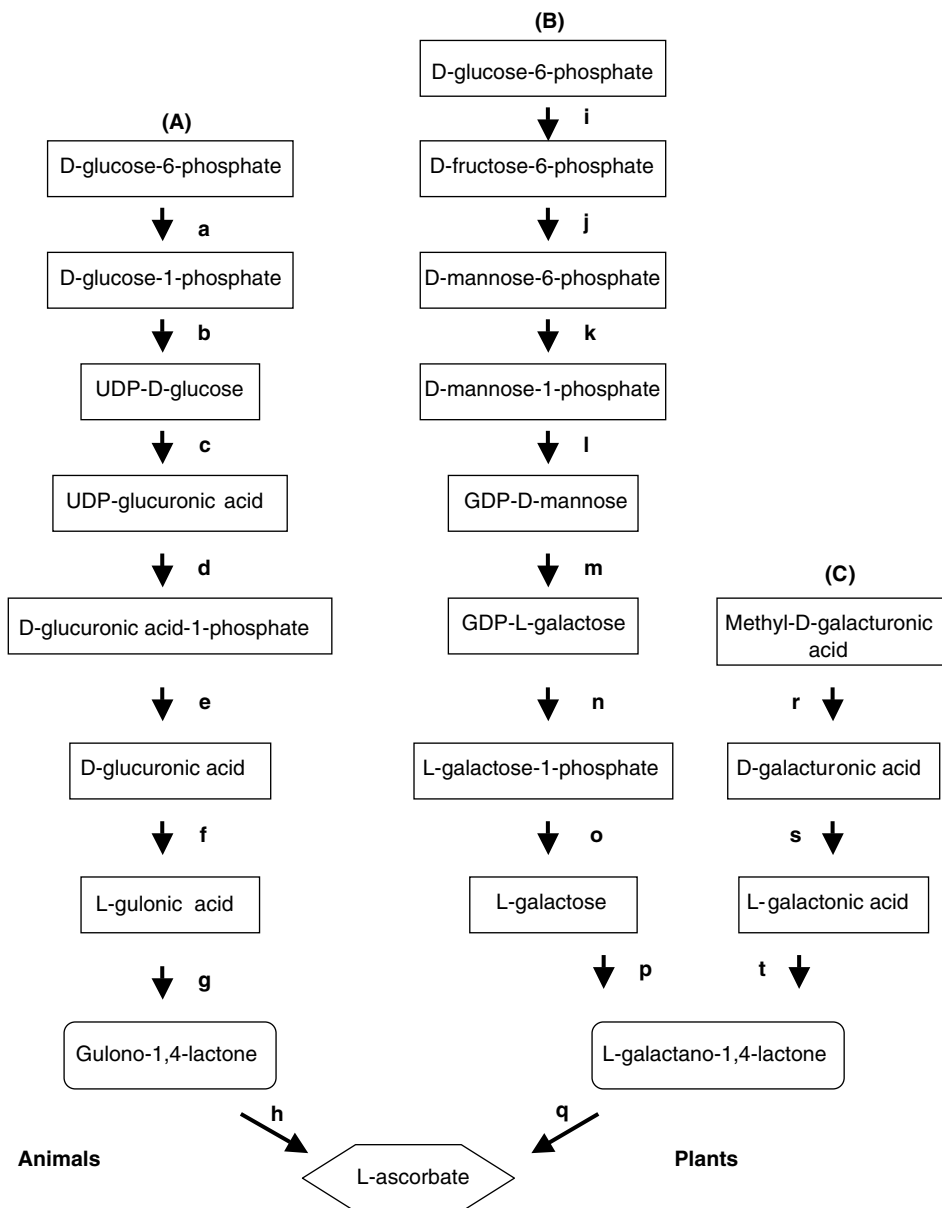 (A)
D-glucose-6-phosphate
a
D-glucose-1-phosphate
b
UDP-D-glucose
c
UDP-glucuronic acid
d
D-glucuronic acid-1-phosphate
e
D-glucuronic acid
f
L-gulonic acid
g
Gulono-1,4-lactone
h
Animals
(B)
D-glucose-6-phosphate
i
D-fructose-6-phosphate
j
D-mannose-6-phosphate
k
D-mannose-1-phosphate
l
GDP-D-mannose
m
GDP-L-galactose
n
L-galactose-1-phosphate
o
L-galactose
p
(C)
Methyl-D-galacturonic
acid
r
D-galacturonic acid
s
L-galactonic acid
t
L-galactano-1,4-lactone
q
Plants
L-ascorbate